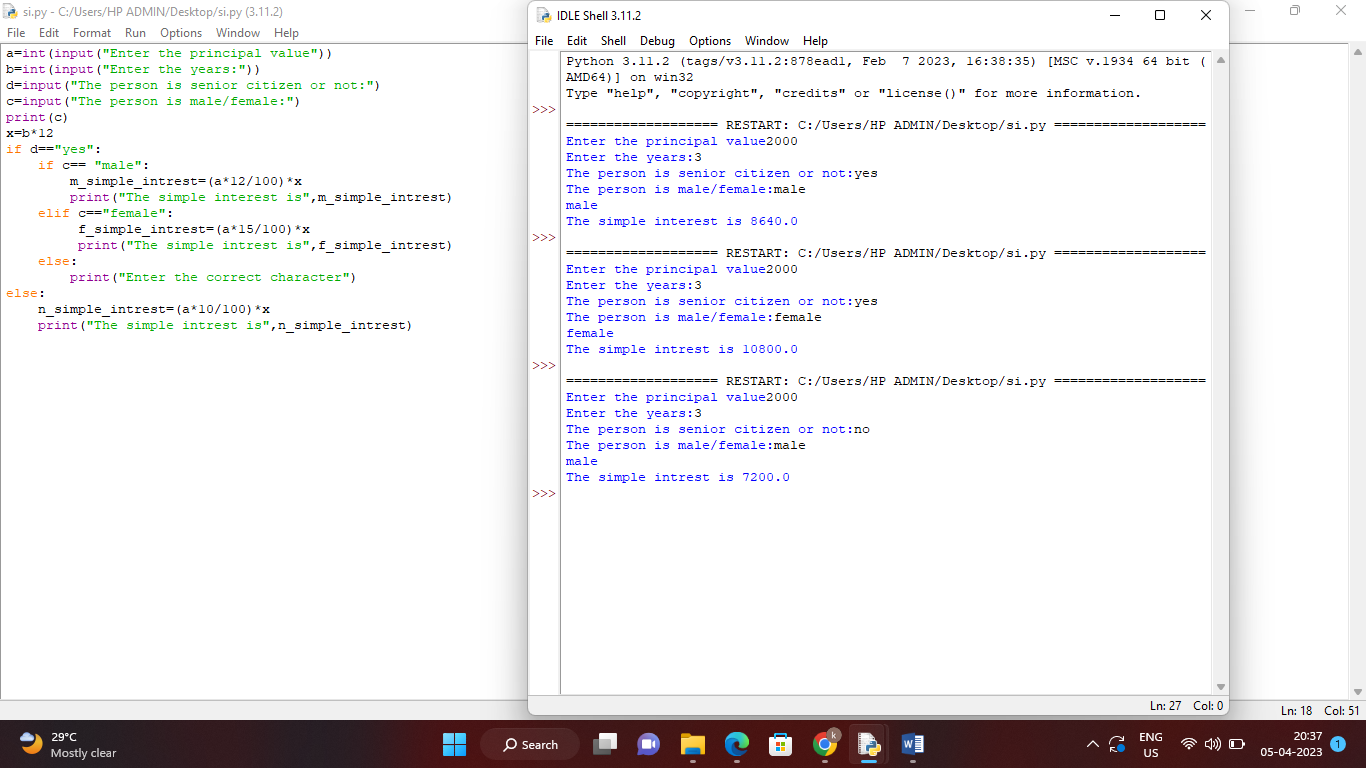 si.py - C:/Users/HP ADMIN/Desktop/si.py (3.11.2)
File Edit Format Run Options Window Help
a=int(input("Enter the principal value"))
b=int(input("Enter the years:"))
d=input("The person is senior citizen or not:")
c=input("The person is male/female:")
print(c)
x=b*12
if d=="yes":
    if c== "male":
        m_simple_intrest=(a*12/100)*x
        print("The simple interest is",m_simple_intrest)
    elif c=="female":
         f_simple_intrest=(a*15/100)*x
         print("The simple intrest is",f_simple_intrest)
    else:
        print("Enter the correct character")
else:
    n_simple_intrest=(a*10/100)*x
    print("The simple intrest is",n_simple_intrest)
Ln: 18 Col: 51
IDLE Shell 3.11.2
File Edit Shell Debug Options Window Help
Python 3.11.2 (tags/v3.11.2:878ead1, Feb  7 2023, 16:38:35) [MSC v.1934 64 bit (
AMD64)] on win32
Type "help", "copyright", "credits" or "license()" for more information.
>>>
=================== RESTART: C:/Users/HP ADMIN/Desktop/si.py ===================
Enter the principal value2000
Enter the years:3
The person is senior citizen or not:yes
The person is male/female:male
male
The simple interest is 8640.0
>>>
=================== RESTART: C:/Users/HP ADMIN/Desktop/si.py ===================
Enter the principal value2000
Enter the years:3
The person is senior citizen or not:yes
The person is male/female:female
female
The simple intrest is 10800.0
>>>
=================== RESTART: C:/Users/HP ADMIN/Desktop/si.py ===================
Enter the principal value2000
Enter the years:3
The person is senior citizen or not:no
The person is male/female:male
male
The simple intrest is 7200.0
>>>
Ln: 27 Col: 0
29°C
Mostly clear
Search
k
W
ENG
US
20:37
05-04-2023
1